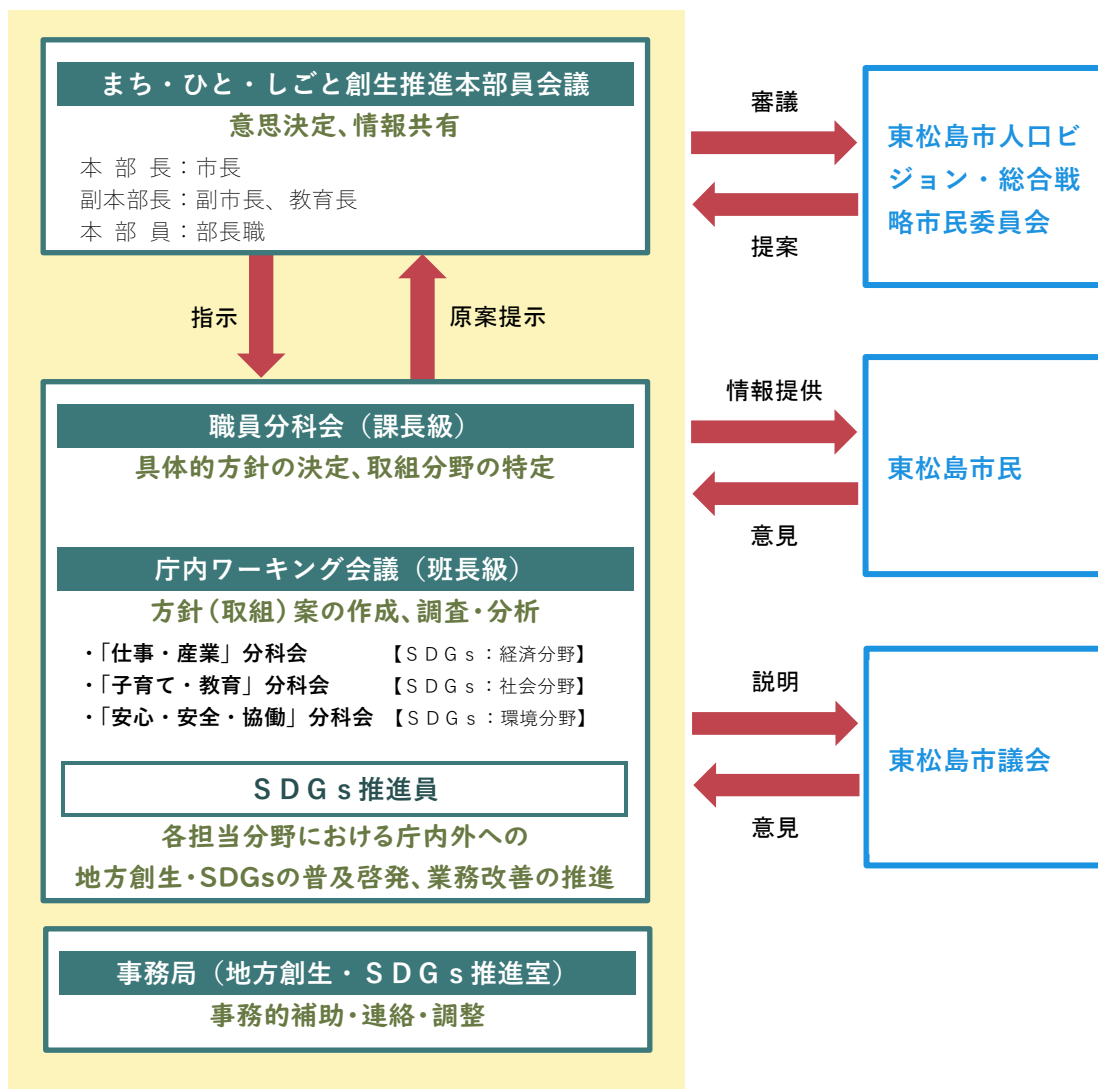 まち・ひと・しごと創生推進本部員会議
意思決定、情報共有
本 部 長：市長
副本部長：副市長、教育長
本 部 員：部長職
指示
原案提示
職員分科会（課長級）
具体的方針の決定、取組分野の特定
庁内ワーキング会議（班長級）
方針（取組）案の作成、調査・分析
・「仕事・産業」分科会 【ＳＤＧｓ：経済分野】
・「子育て・教育」分科会 【ＳＤＧｓ：社会分野】
・「安心・安全・協働」分科会 【ＳＤＧｓ：環境分野】
ＳＤＧｓ推進員
各担当分野における庁内外への
地方創生・SDGsの普及啓発、業務改善の推進
事務局（地方創生・ＳＤＧｓ推進室）
事務的補助・連絡・調整
審議
提案
東松島市人口ビ
ジョン・総合戦
略市民委員会
情報提供
意見
東松島市民
説明
意見
東松島市議会